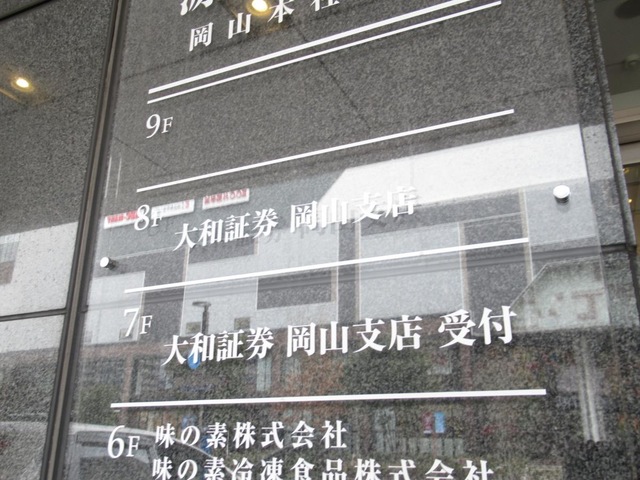 岡山本社
9F
8F 大和証券 岡山支店
7F 大和証券 岡山支店 受付
6F 味の素株式会社
味の素冷凍食品株式会社